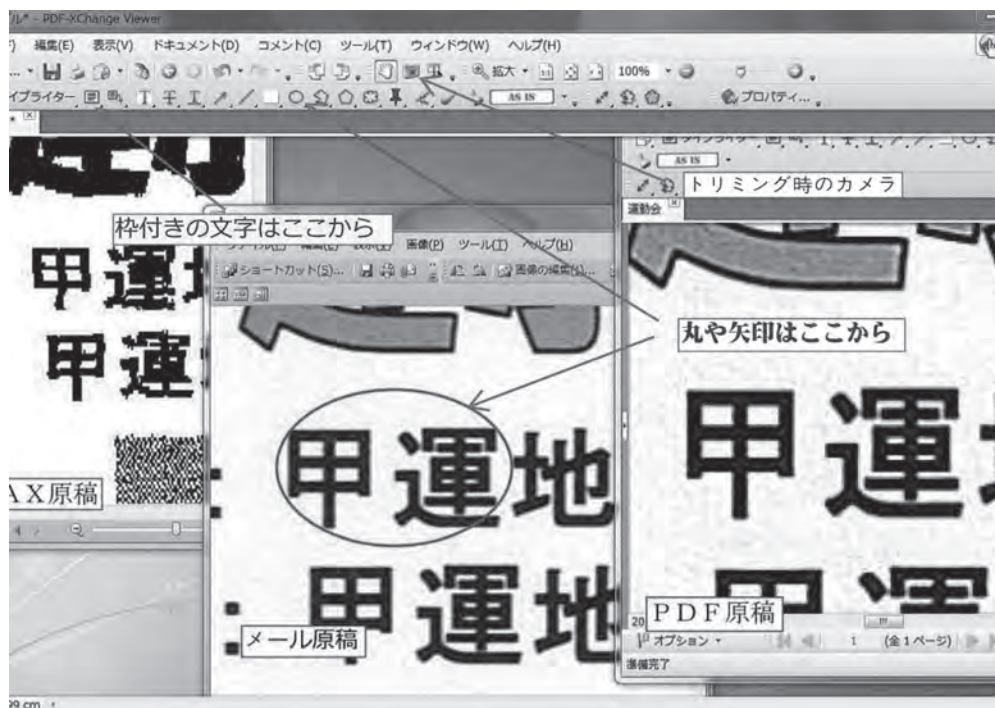 ル* - PDF-XChange Viewer
編集(E) 表示(V) ドキュメント(D) コメント(C) ツール(T) ウィンドウ(W) ヘルプ(H)
拡大 100%
イプライター AS IS プロパティ...
AS IS
トリミング時のカメラ
運動会
枠付きの文字はここから
画像(P) ツール(T) ヘルプ(H)
ショートカット(S)... 画像の編集(I)...
丸や矢印はここから
甲運
甲運
甲運地
甲運
AX原稿
甲運地
メール原稿
PDF原稿
オプション 1 (全1ページ)
準備完了
99 cm